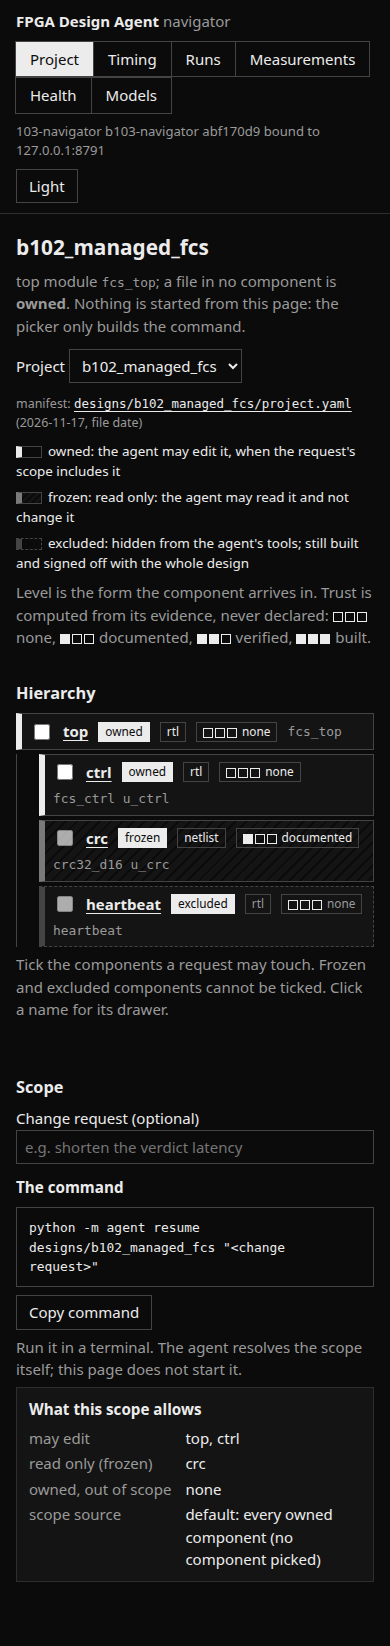 FPGA Design Agent navigator
Project Timing Runs Measurements
Health Models
103-navigator b103-navigator abf170d9 bound to
127.0.0.1:8791
Light
b102_managed_fcs
top module fcs_top; a file in no component is
owned. Nothing is started from this page: the
picker only builds the command.
Project b102_managed_fcs
manifest: designs/b102_managed_fcs/project.yaml
(2026-11-17, file date)
owned: the agent may edit it, when the request's
scope includes it
frozen: read only: the agent may read it and not
change it
excluded: hidden from the agent's tools; still built
and signed off with the whole design
Level is the form the component arrives in. Trust is
computed from its evidence, never declared:
none, documented, verified, built.
Hierarchy
top owned rtl none fcs_top
ctrl owned rtl none
fcs_ctrl u_ctrl
crc frozen netlist documented
crc32_d16 u_crc
heartbeat excluded rtl none
heartbeat
Tick the components a request may touch. Frozen
and excluded components cannot be ticked. Click
a name for its drawer.
Scope
Change request (optional)
e.g. shorten the verdict latency
The command
python -m agent resume
designs/b102_managed_fcs "<change
request>"
Copy command
Run it in a terminal. The agent resolves the scope
itself; this page does not start it.
What this scope allows
may edit top, ctrl
read only (frozen) crc
owned, out of scope none
scope source default: every owned
component (no
component picked)